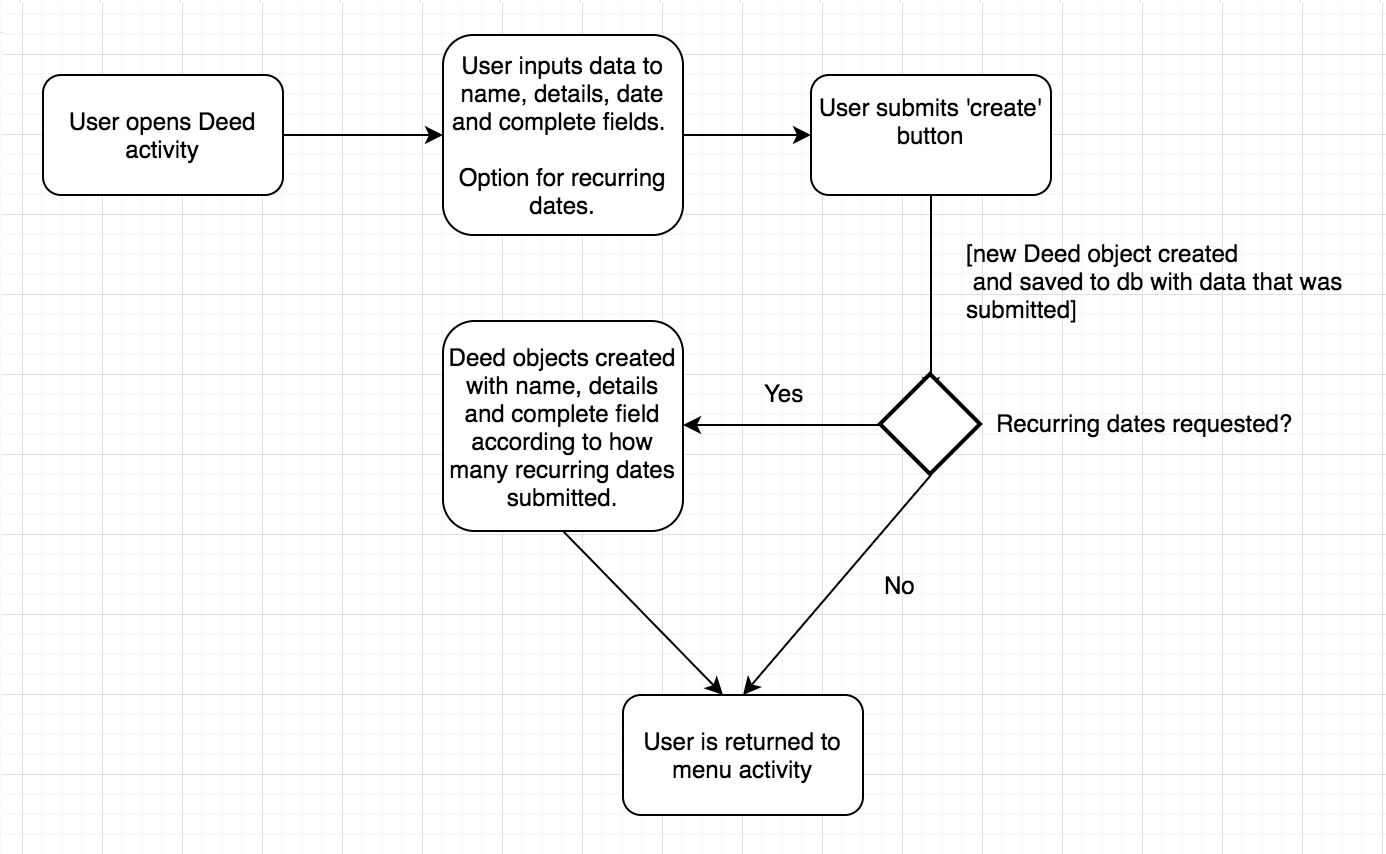 User opens Deed
activity
User inputs data to
name, details, date
and complete fields.
Option for recurring
dates.
User submits 'create'
button
[new Deed object created
and saved to db with data that was
submitted]
Recurring dates requested?
Yes
Deed objects created
with name, details
and complete field
according to how
many recurring dates
submitted.
No
User is returned to
menu activity